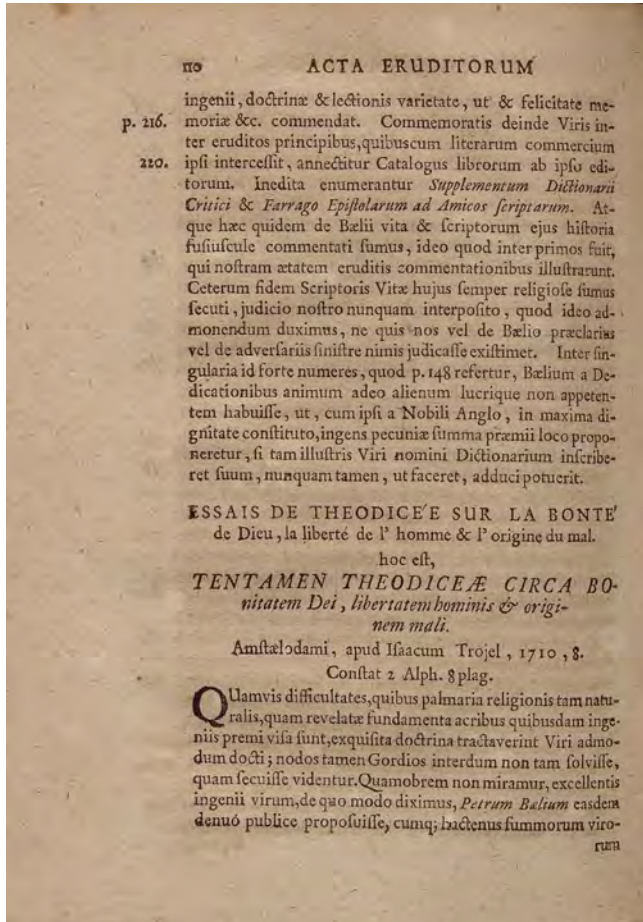 110 ACTA ERUDITORUM
ingenii, doctrinæ & lectionis varietate, ut & felicitate me-
p. 216. moriæ &c. commendat. Commemoratis deinde Viris in-
ter eruditos principibus,quibuscum literarum commercium
220. ipſi interceſſit, annectitur Catalogus librorum ab ipſo edi-
torum. Inedita enumerantur Supplementum Dictionarii
Critici & Farrago Epiſtolarum ad Amicos ſcriptarum. At-
que hæc quidem de Bælii vita & ſcriptorum ejus hiſtoria
fuſiuſcule commentati ſumus, ideo quod inter primos fuit,
qui noſtram ætatem eruditis commentationibus illuſtrarunt.
Ceterum fidem Scriptoris Vitæ hujus ſemper religioſe ſumus
ſecuti, judicio noſtro nunquam interpoſito, quod ideo ad-
monendum duximus, ne quis nos vel de Bælio præclarius
vel de adverſariis ſiniſtre nimis judicaſſe exiſtimet. Inter ſin-
gularia id forte numeres, quod p. 148 refertur, Bælium a De-
dicationibus animum adeo alienum lucrique non appeten-
tem habuiſſe, ut, cum ipſi a Nobili Anglo, in maxima di-
gnitate conſtituto,ingens pecuniæ ſumma præmii loco propo-
neretur, ſi tam illuſtris Viri nomini Dictionarium inſcribe-
ret ſuum, nunquam tamen, ut faceret, adduci potuerit.
ESSAIS DE THEODICE'E SUR LA BONTE'
de Dieu, la liberté de l' homme & l' origine du mal.
hoc eſt,
TENTAMEN THEODICEÆ CIRCA BO-
nitatem Dei, libertatem hominis & origi-
nem mali.
Amſtælodami, apud Iſaacum Trojel, 1710, 8.
Conſtat 2 Alph. 8 plag.
QUamvis difficultates,quibus palmaria religionis tam natu-
ralis,quam revelatæ fundamenta acribus quibusdam inge-
niis premi viſa ſunt,exquiſita doctrina tractaverint Viri admo-
dum docti; nodos tamen Gordios interdum non tam ſolviſſe,
quam ſecuiſſe videntur.Quamobrem non miramur, excellentis
ingenii virum,de quo modo diximus, Petrum Bælium easdem
denuó publice propoſuiſſe, cumq; hactenus ſummorum viro-
rum